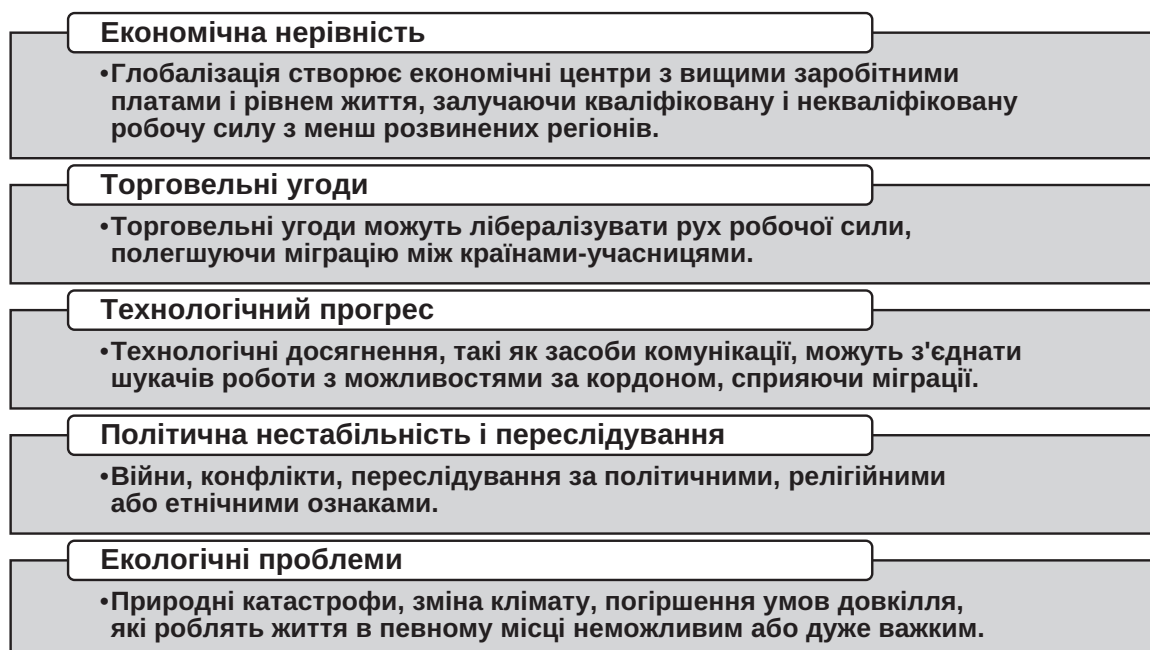 Економічна нерівність
•Глобалізація створює економічні центри з вищими заробітними
платами і рівнем життя, залучаючи кваліфіковану і некваліфіковану
робочу силу з менш розвинених регіонів.
Торговельні угоди
•Торговельні угоди можуть лібералізувати рух робочої сили,
полегшуючи міграцію між країнами-учасницями.
Технологічний прогрес
•Технологічні досягнення, такі як засоби комунікації, можуть з'єднати
шукачів роботи з можливостями за кордоном, сприяючи міграції.
Політична нестабільність і переслідування
•Війни, конфлікти, переслідування за політичними, релігійними
або етнічними ознаками.
Екологічні проблеми
•Природні катастрофи, зміна клімату, погіршення умов довкілля,
які роблять життя в певному місці неможливим або дуже важким.